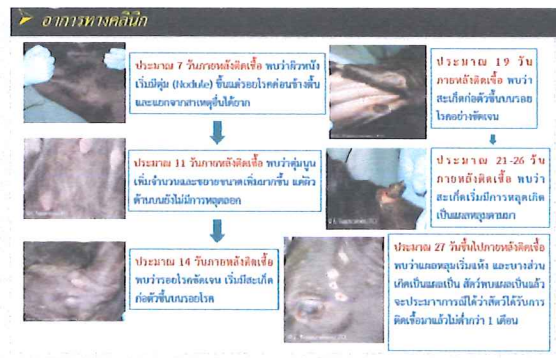 อาการทางคลินิก
ประมาณ 7 วันภายหลังติดเชื้อ พบว่าผิวหนัง
เริ่มมีตุ่ม (Nodule) ขึ้นแต่รอยโรคค่อนข้างตื้น
และแยกจากสาเหตุอื่นได้ยาก
ประมาณ 11 วันภายหลังติดเชื้อ พบว่าตุ่มนูน
เพิ่มจำนวนและขยายขนาดเพิ่มมากขึ้น แต่ผิว
ด้านบนยังไม่มีการหลุดลอก
ประมาณ 14 วันภายหลังติดเชื้อ
พบว่ารอยโรคชัดเจน เริ่มมีสะเก็ด
ก่อตัวขึ้นบนรอยโรค
ประมาณ 19 วัน
ภายหลังติดเชื้อ พบว่า
สะเก็ดก่อตัวขึ้นบนรอย
โรคอย่างชัดเจน
ประมาณ 21-26 วัน
ภายหลังติดเชื้อ พบว่า
สะเก็ดเริ่มมีการหลุดเกิด
เป็นแผลหลุมตามมา
ประมาณ 27 วันขึ้นไปภายหลังติดเชื้อ
พบว่าแผลหลุมเริ่มแห้ง และบางส่วน
เกิดเป็นแผลเป็น สัตว์พบแผลเป็นแล้ว
จะประมาณการณ์ได้ว่าสัตว์ได้รับการ
ติดเชื้อมาแล้วไม่ต่ำกว่า 1 เดือน